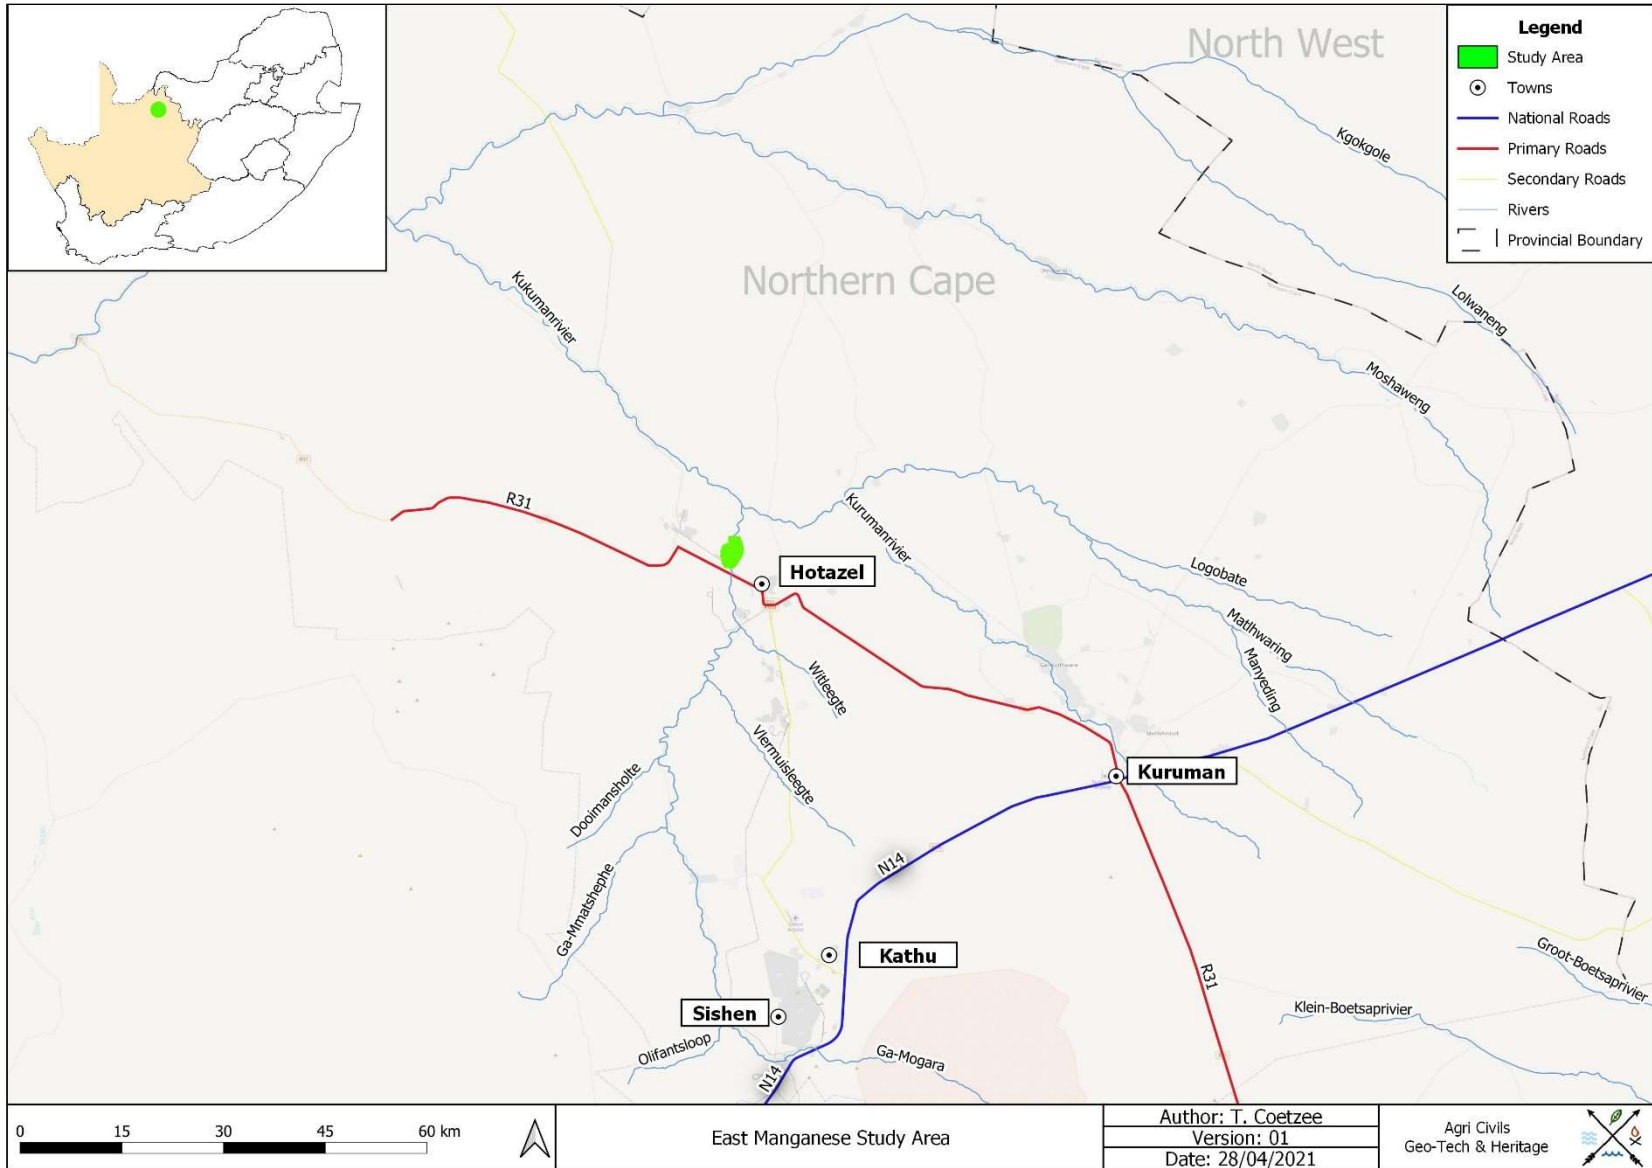 North West
Northern Cape
Legend
Study Area
Towns
National Roads
Primary Roads
Secondary Roads
Rivers
Provincial Boundary
Kgokgole
Lolwaneng
Moshaweng
Kukumanrivier
R31
Kurumanrivier
Hotazel
Logobate
Mathwaring
Manyeding
Witleegte
Vlermuisleegte
Dooimansholte
Kuruman
N14
Ga-Mmatshephe
Kathu
Sishen
Olifantsloop
N14
Ga-Mogara
R31
Klein-Boetsaprivier
Groot-Boetsaprivier
0 15 30 45 60 km
East Manganese Study Area
Author: T. Coetzee
Version: 01
Date: 28/04/2021
Agri Civils
Geo-Tech & Heritage